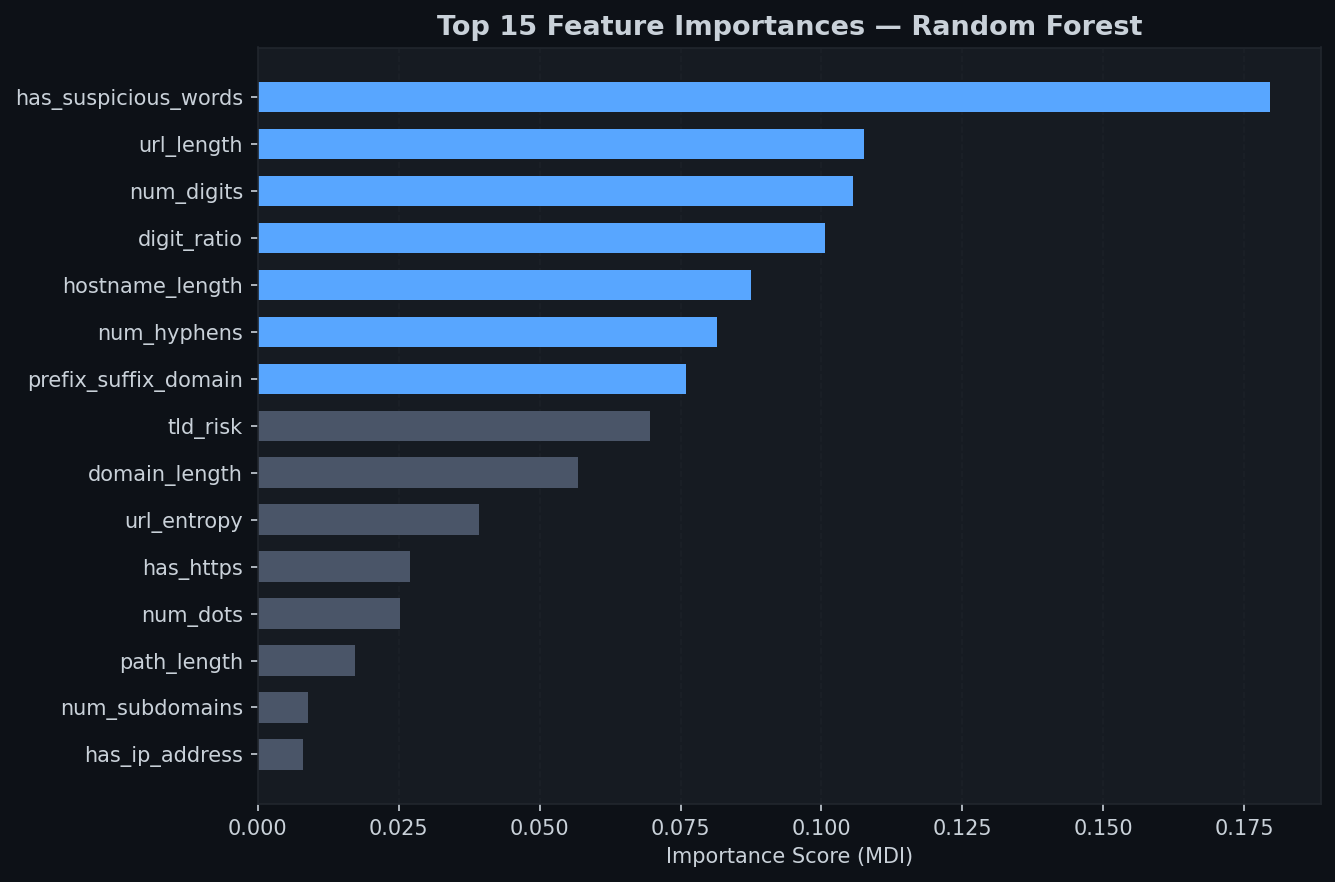 Top 15 Feature Importances — Random Forest
has_suspicious_words
url_length
num_digits
digit_ratio
hostname_length
num_hyphens
prefix_suffix_domain
tld_risk
domain_length
url_entropy
has_https
num_dots
path_length
num_subdomains
has_ip_address
0.000 0.025 0.050 0.075 0.100 0.125 0.150 0.175
Importance Score (MDI)